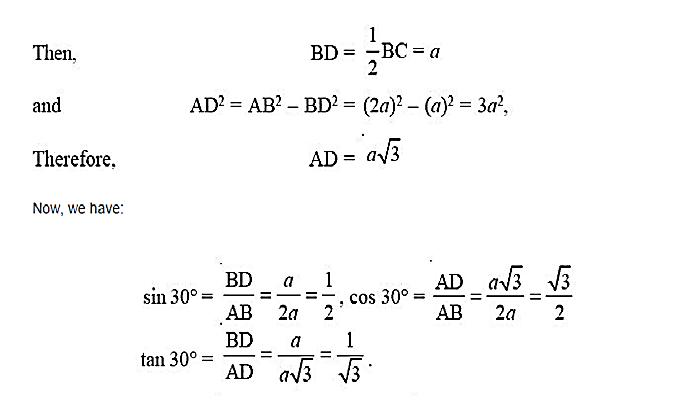 Then, BD = 1/2 BC = a
and AD² = AB² – BD² = (2a)² – (a)² = 3a²,
Therefore, AD = a√3
Now, we have:
sin 30° = BD/AB = a/2a = 1/2, cos 30° = AD/AB = a√3/2a = √3/2
tan 30° = BD/AD = a/a√3 = 1/√3.